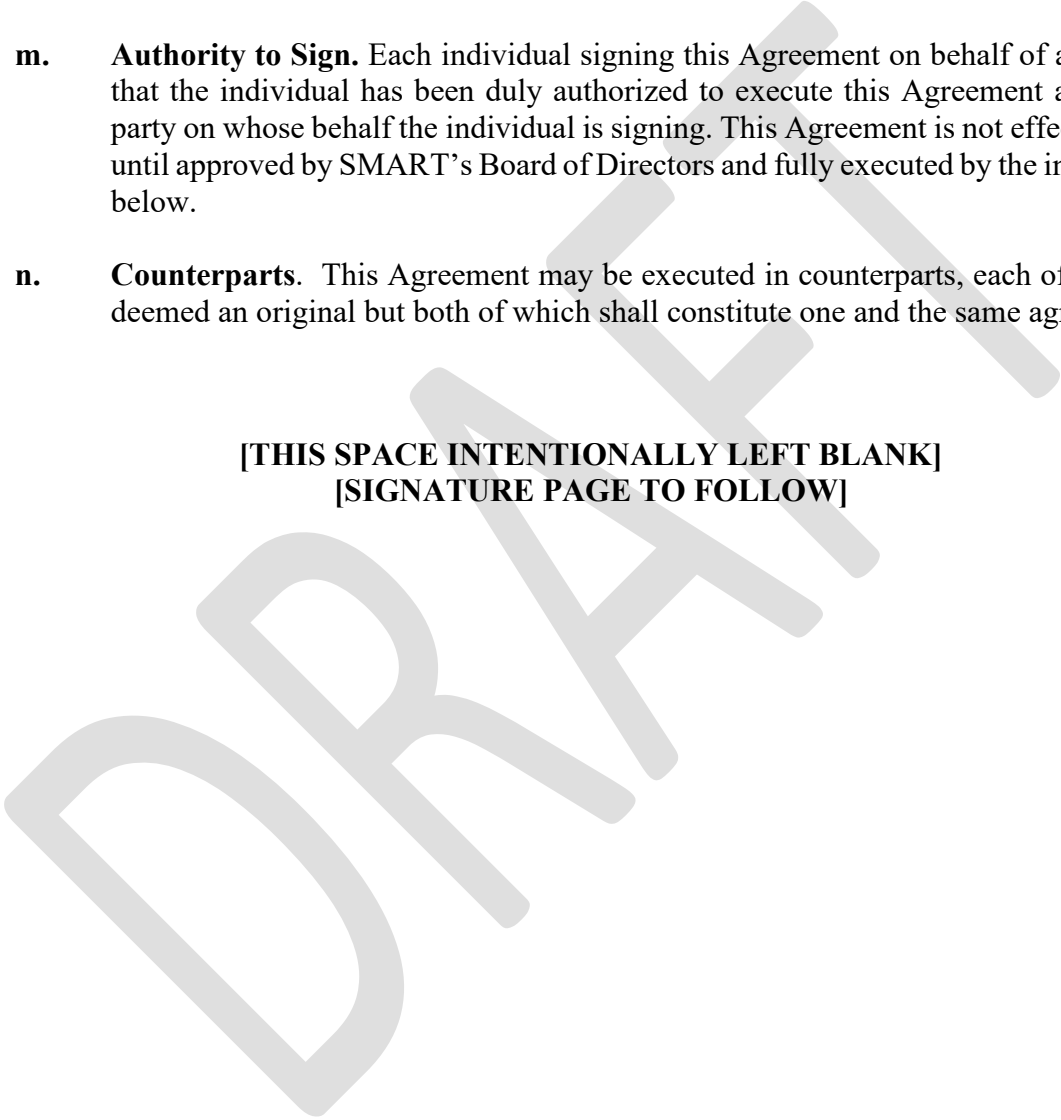 m. Authority to Sign. Each individual signing this Agreement on behalf of a
that the individual has been duly authorized to execute this Agreement a
party on whose behalf the individual is signing. This Agreement is not effe
until approved by SMART’s Board of Directors and fully executed by the in
below.
n. Counterparts. This Agreement may be executed in counterparts, each of
deemed an original but both of which shall constitute one and the same agr
[THIS SPACE INTENTIONALLY LEFT BLANK]
[SIGNATURE PAGE TO FOLLOW]
DRAFT